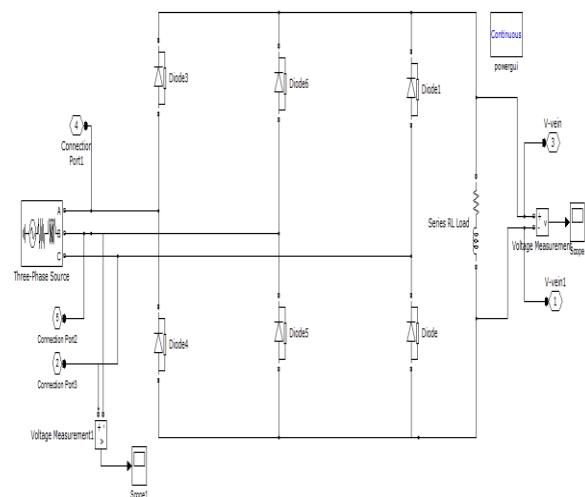 Continuous
powergui
Diode3
Diode6
Diode1
V-vein
3
4
Connection
Port1
A
B
C
Three-Phase Source
Series RL Load
+
-
v
Voltage Measurement
Scope
V-vein1
1
5
Connection Port2
2
Connection Port3
Diode4
Diode5
Diode
Voltage Measurement1
+
-
v
Scope1